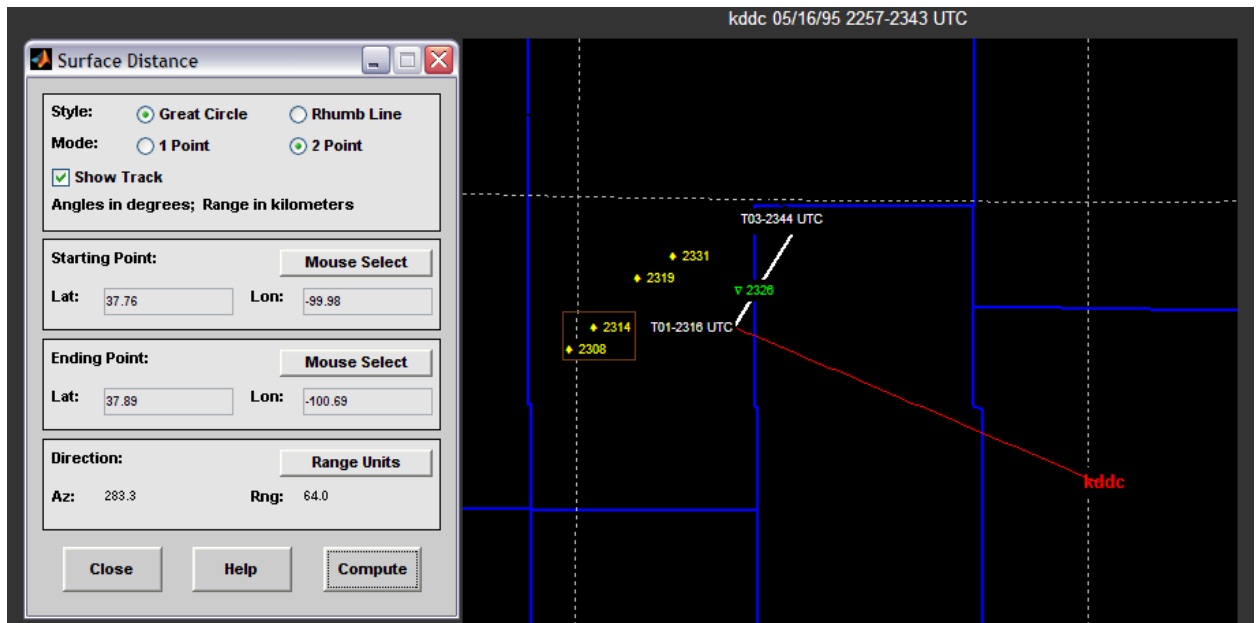 kddc 05/16/95 2257-2343 UTC
Surface Distance
Style: Great Circle Rhumb Line
Mode: 1 Point 2 Point
Show Track
Angles in degrees; Range in kilometers
Starting Point: Mouse Select
Lat: 37.76 Lon: -99.98
Ending Point: Mouse Select
Lat: 37.89 Lon: -100.69
Direction: Range Units
Az: 283.3 Rng: 64.0
Close Help Compute
T03-2344 UTC
2331
2319
2326
2314 T01-2316 UTC
2308
kddc